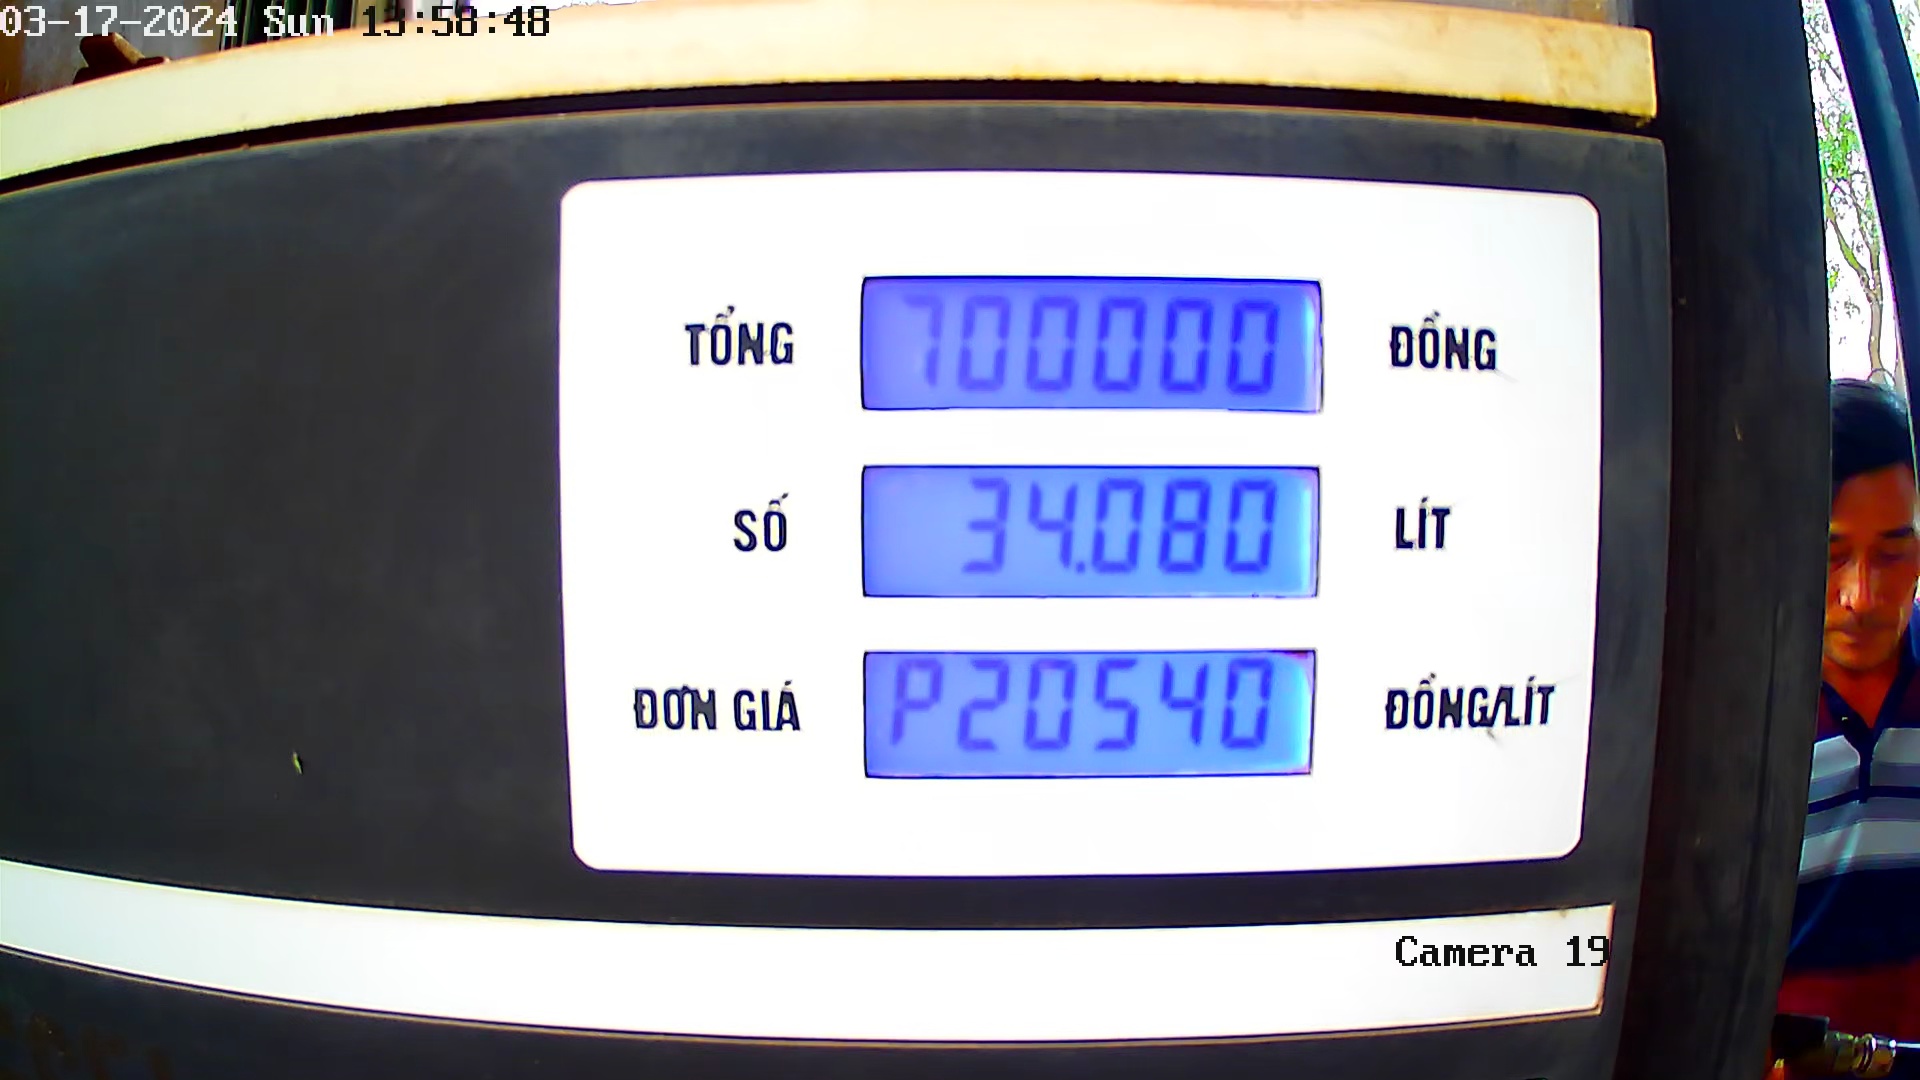 03-17-2024 Sun 13:58:48
TỔNG 700000 ĐỒNG
SỐ 34.080 LÍT
ĐƠN GIÁ P20540 ĐỒNG/LÍT
Camera 19